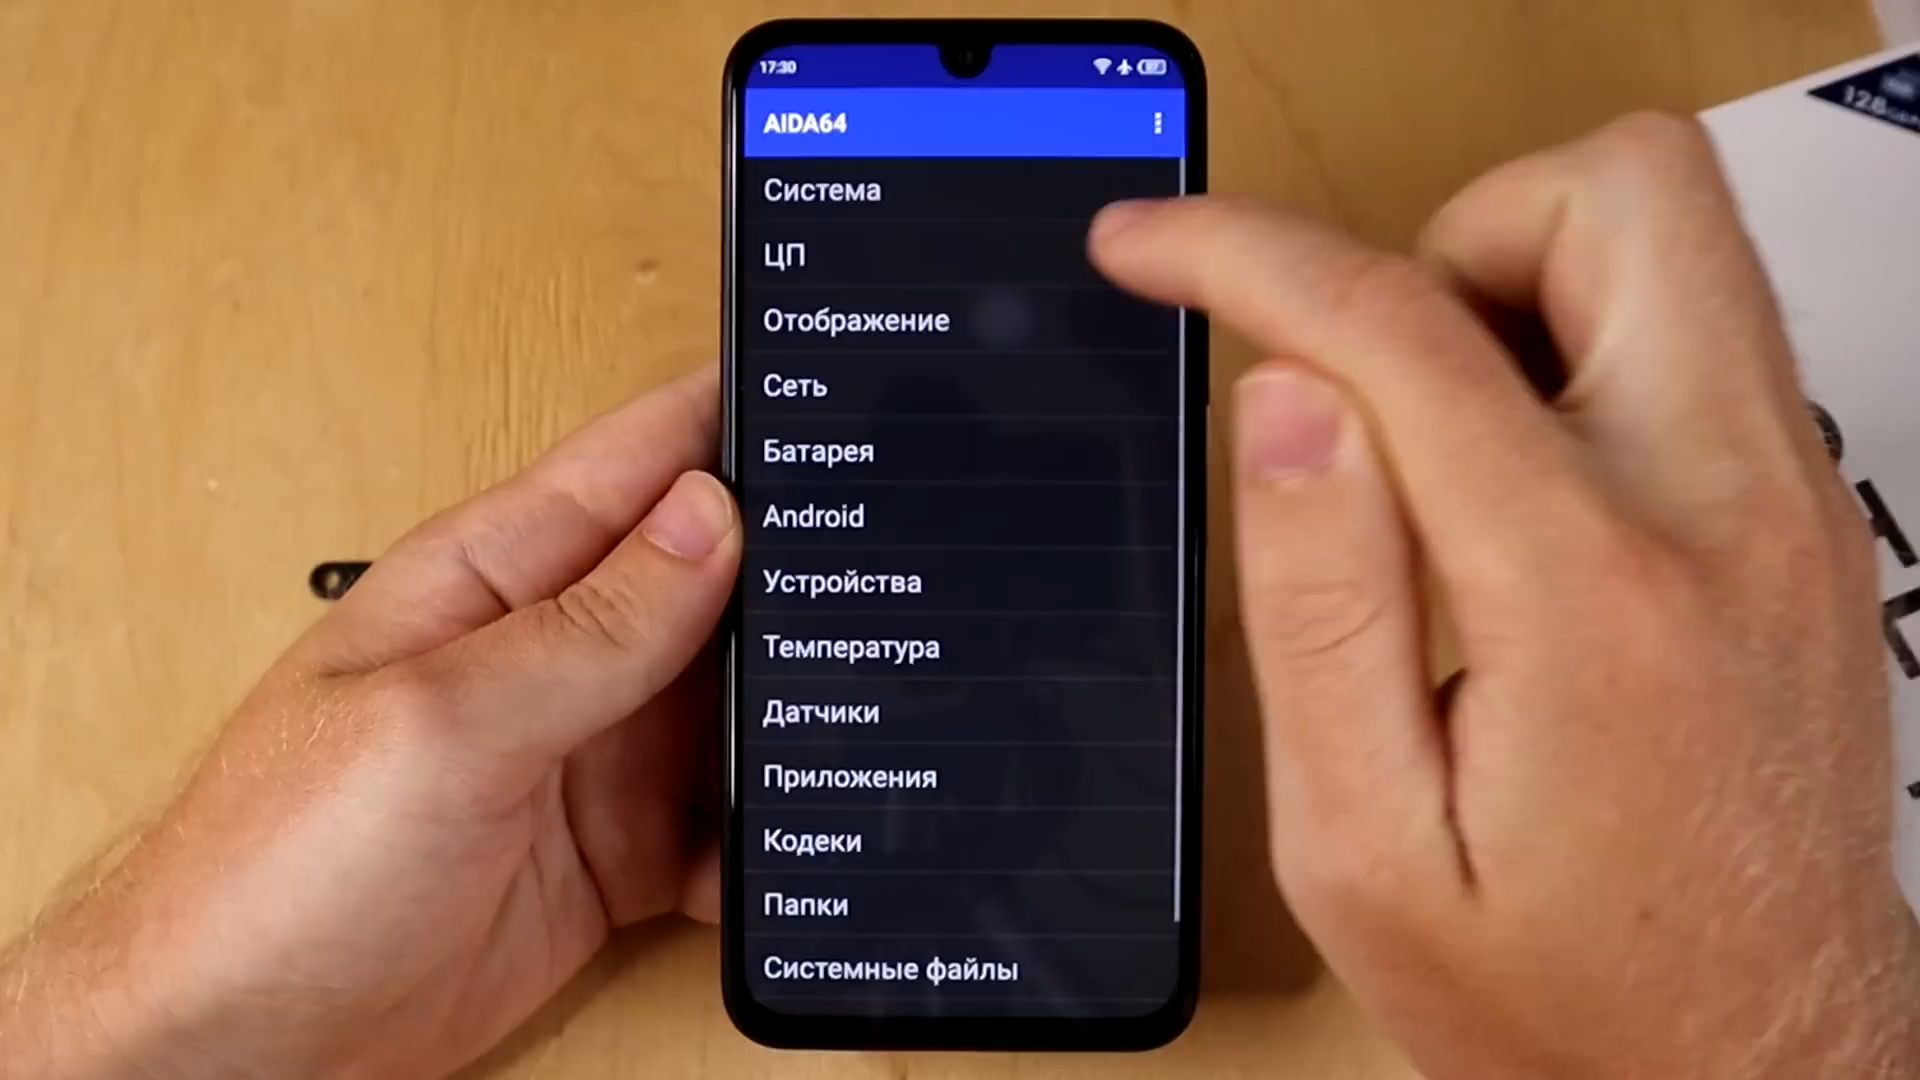 17:30
AIDA64
Система
ЦП
Отображение
Сеть
Батарея
Android
Устройства
Температура
Датчики
Приложения
Кодеки
Папки
Системные файлы